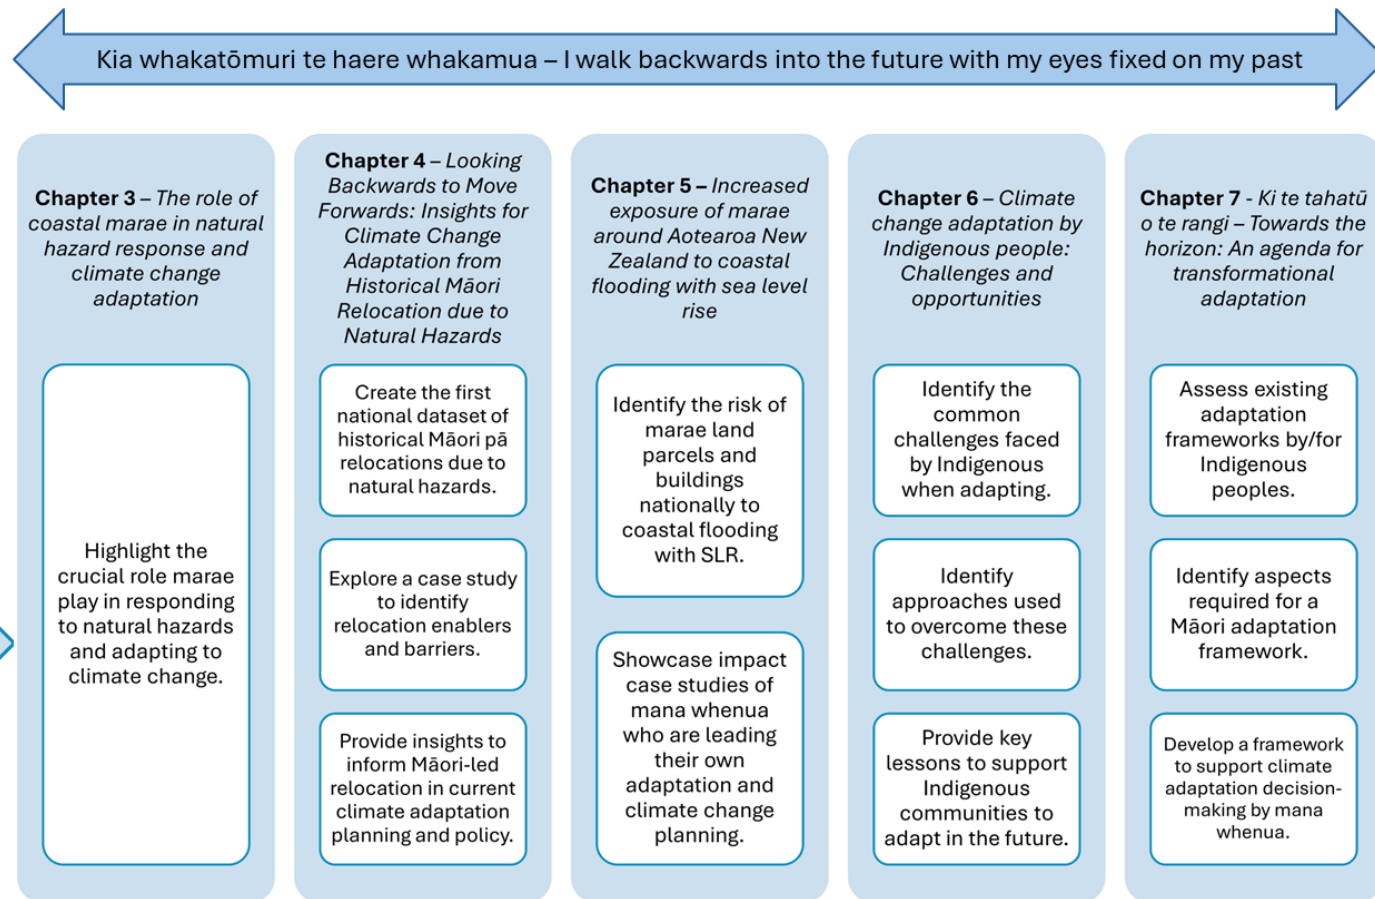 Kia whakatōmuri te haere whakamua – I walk backwards into the future with my eyes fixed on my past
Chapter 3 – The role of
coastal marae in natural
hazard response and
climate change
adaptation
Highlight the
crucial role marae
play in responding
to natural hazards
and adapting to
climate change.
Chapter 4 – Looking
Backwards to Move
Forwards: Insights for
Climate Change
Adaptation from
Historical Māori
Relocation due to
Natural Hazards
Create the first
national dataset of
historical Māori pā
relocations due to
natural hazards.
Explore a case study
to identify
relocation enablers
and barriers.
Provide insights to
inform Māori-led
relocation in current
climate adaptation
planning and policy.
Chapter 5 – Increased
exposure of marae
around Aotearoa New
Zealand to coastal
flooding with sea level
rise
Identify the risk of
marae land
parcels and
buildings
nationally to
coastal flooding
with SLR.
Showcase impact
case studies of
mana whenua
who are leading
their own
adaptation and
climate change
planning.
Chapter 6 – Climate
change adaptation by
Indigenous people:
Challenges and
opportunities
Identify the
common
challenges faced
by Indigenous
when adapting.
Identify
approaches used
to overcome these
challenges.
Provide key
lessons to support
Indigenous
communities to
adapt in the future.
Chapter 7 - Ki te tahatū
o te rangi – Towards the
horizon: An agenda for
transformational
adaptation
Assess existing
adaptation
frameworks by/for
Indigenous
peoples.
Identify aspects
required for a
Māori adaptation
framework.
Develop a framework
to support climate
adaptation decision-
making by mana
whenua.